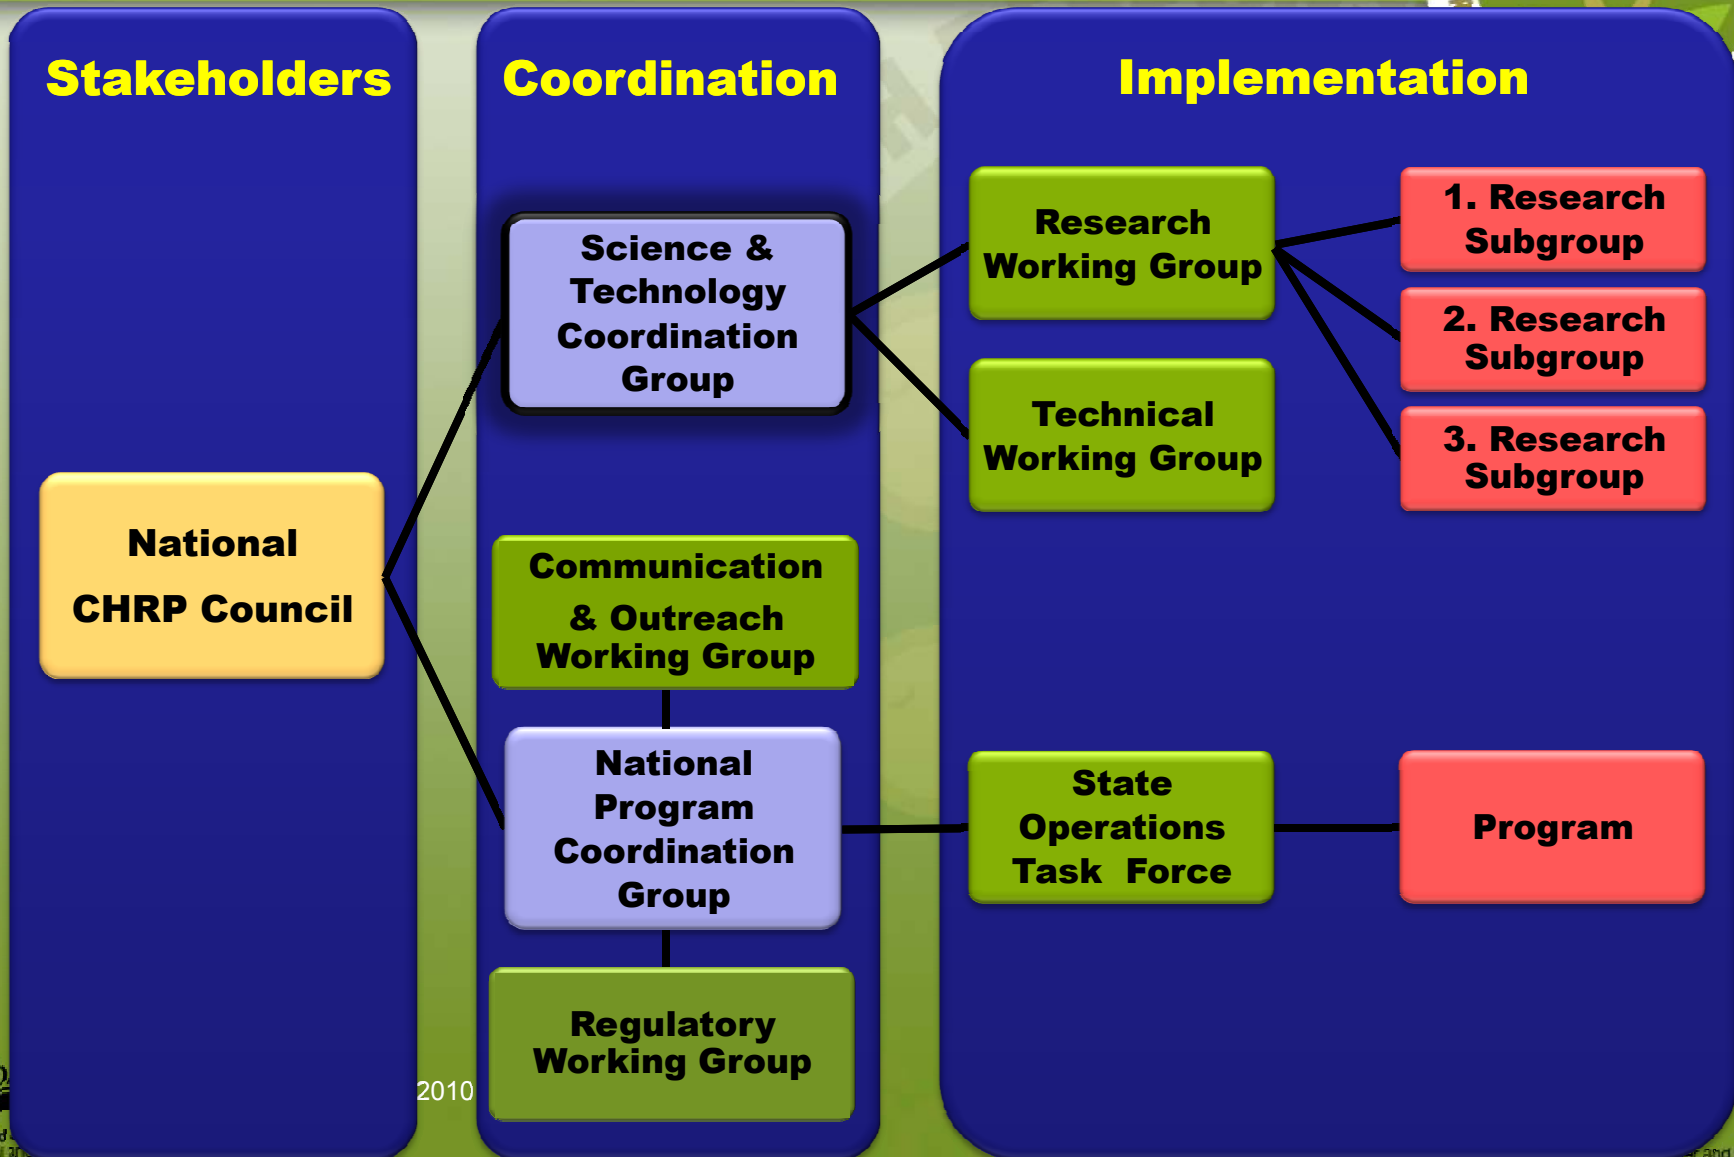 Stakeholders
Coordination
Implementation
Science &
Technology
Coordination
Group
Research
Working Group
1. Research
Subgroup
2. Research
Subgroup
Technical
Working Group
3. Research
Subgroup
National
CHRP Council
Communication
& Outreach
Working Group
National
Program
Coordination
Group
State
Operations
Task  Force
Program
Regulatory
Working Group
2010